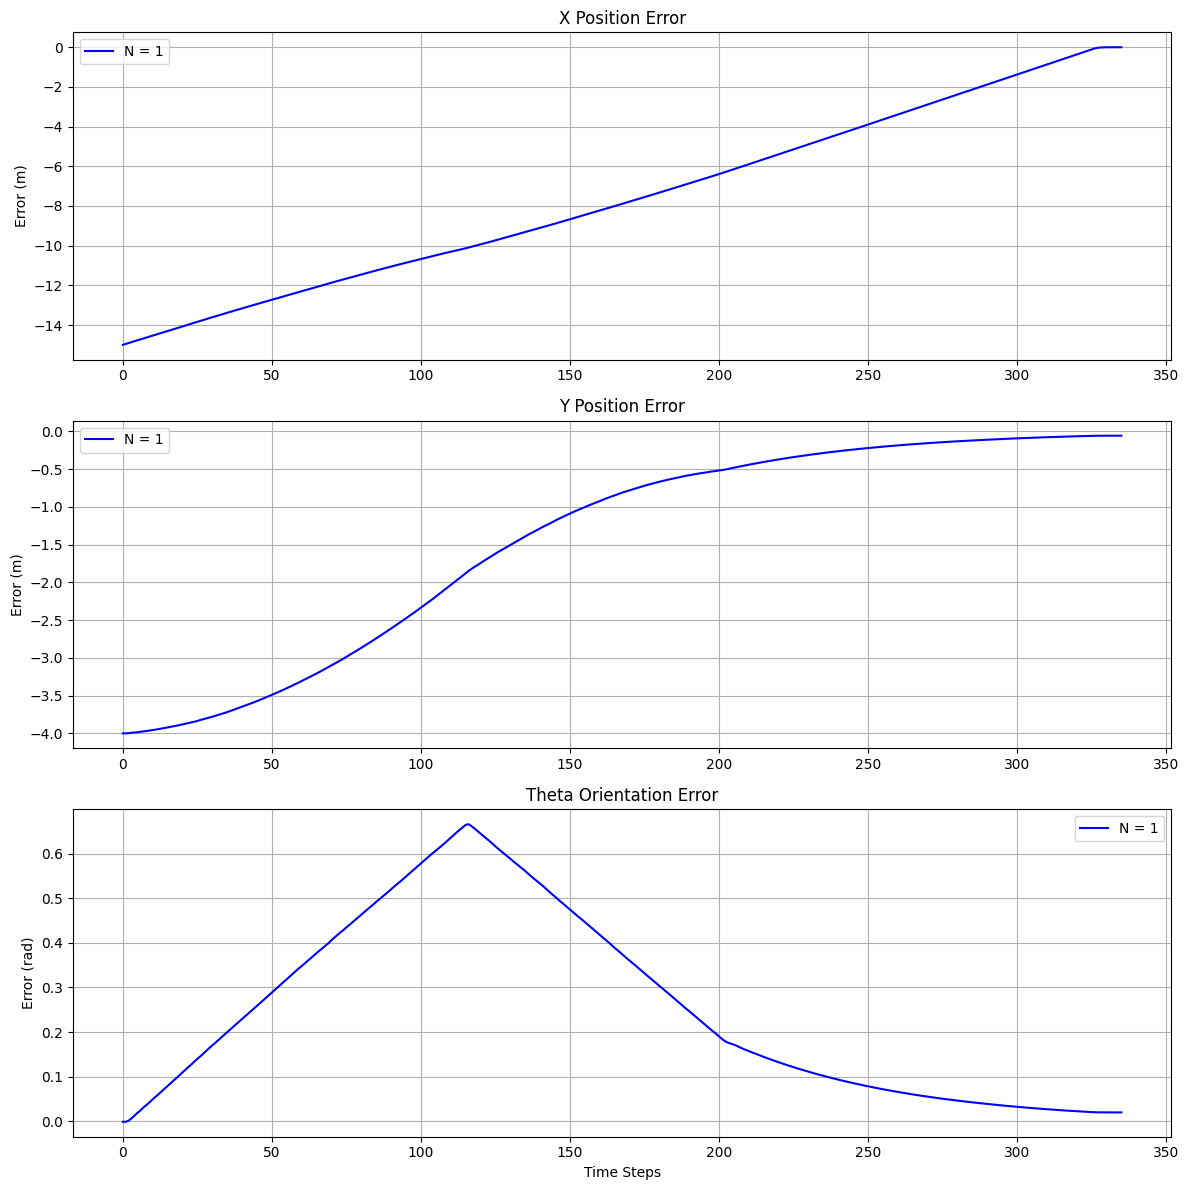 X Position Error
N = 1
Error (m)
0
−2
−4
−6
−8
−10
−12
−14
0 50 100 150 200 250 300 350
Y Position Error
N = 1
Error (m)
0.0
−0.5
−1.0
−1.5
−2.0
−2.5
−3.0
−3.5
−4.0
0 50 100 150 200 250 300 350
Theta Orientation Error
N = 1
Error (rad)
0.6
0.5
0.4
0.3
0.2
0.1
0.0
0 50 100 150 200 250 300 350
Time Steps